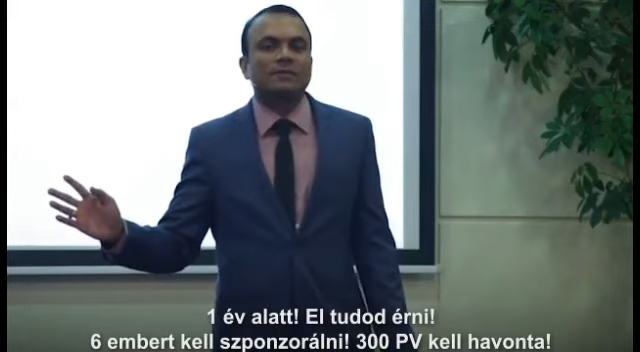 1 év alatt! El tudod érni!
6 embert kell szponzorálni! 300 PV kell havonta!